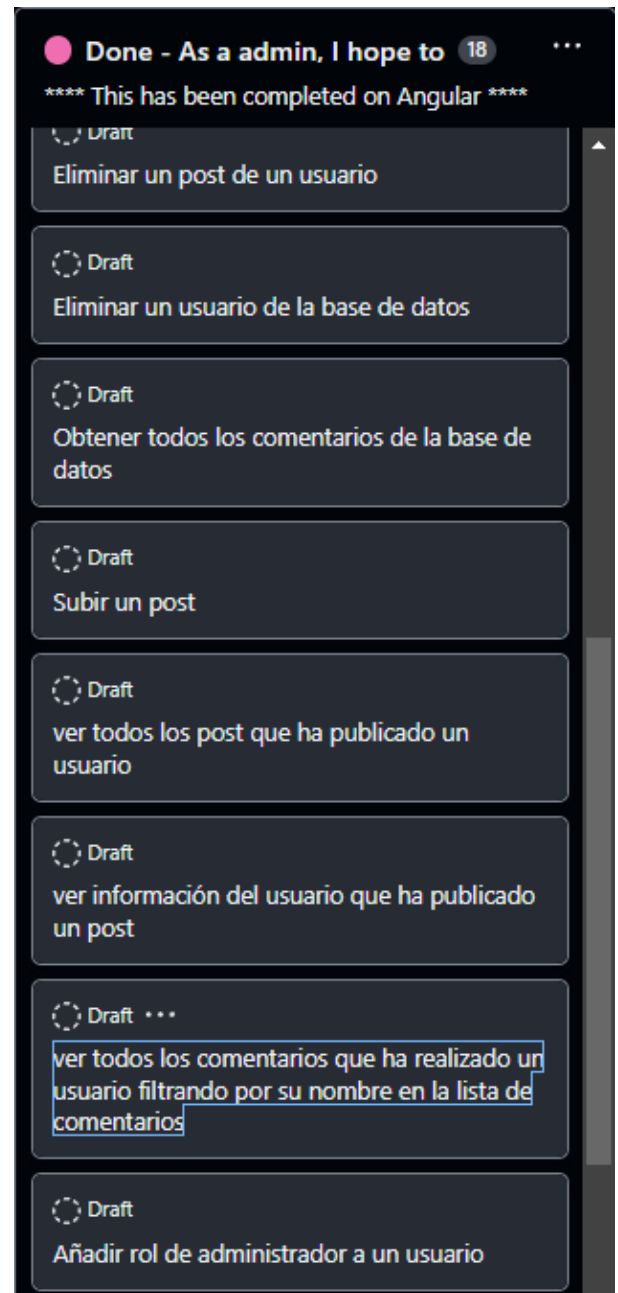 Done - As a admin, I hope to 18 ...
**** This has been completed on Angular ****
Draft
Eliminar un post de un usuario
Draft
Eliminar un usuario de la base de datos
Draft
Obtener todos los comentarios de la base de
datos
Draft
Subir un post
Draft
ver todos los post que ha publicado un
usuario
Draft
ver información del usuario que ha publicado
un post
Draft ...
ver todos los comentarios que ha realizado un
usuario filtrando por su nombre en la lista de
comentarios
Draft
Añadir rol de administrador a un usuario